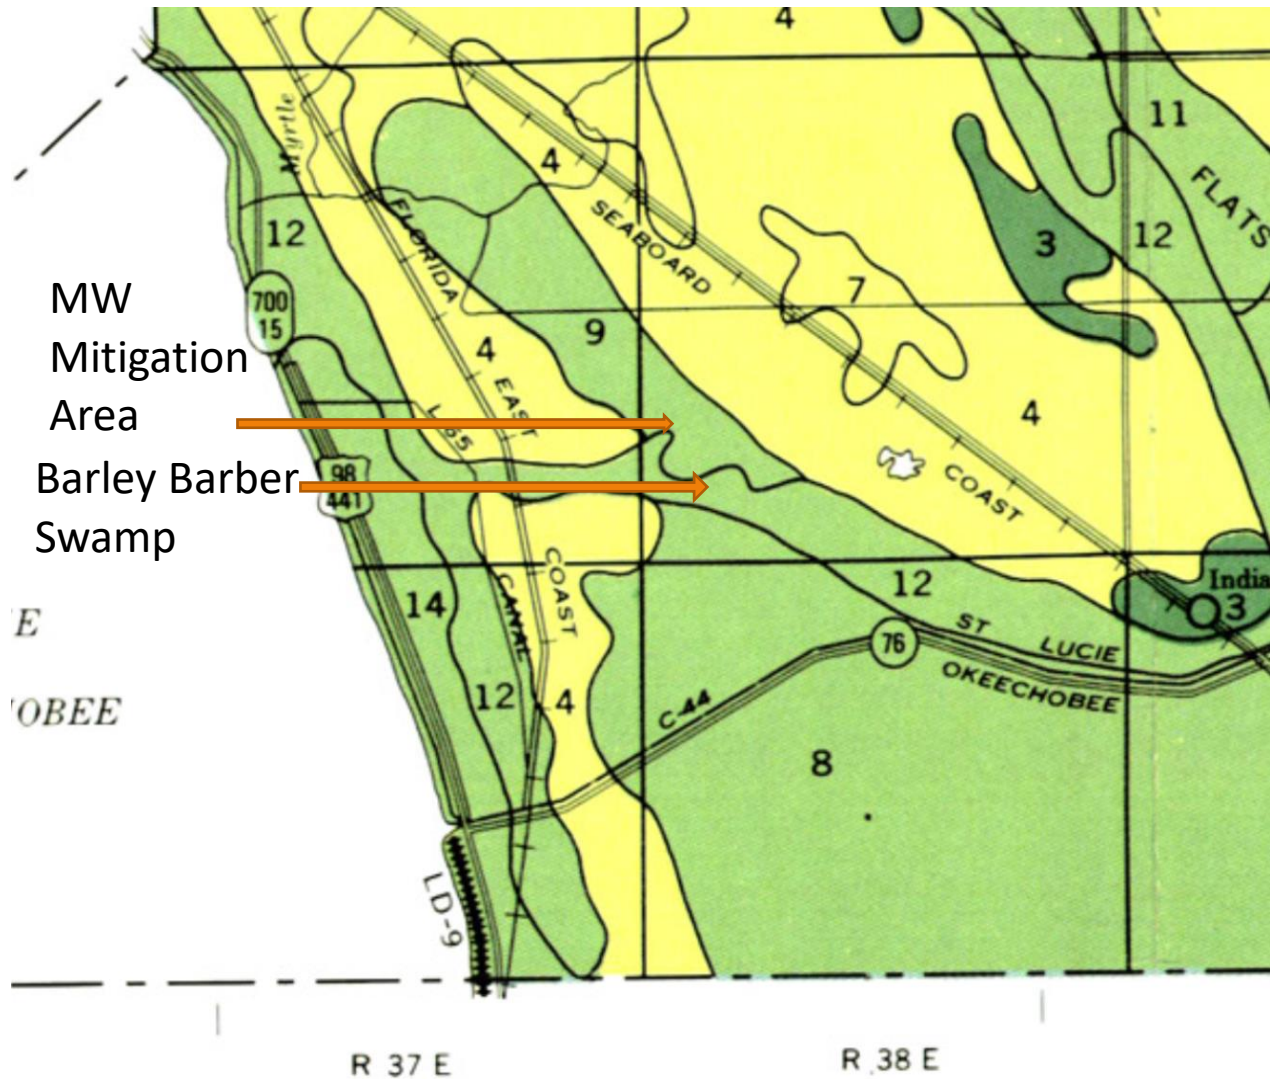 4
11
Myrtle
4
FLATS
SEABOARD
FLORIDA
12
3
12
MW
Mitigation
Area
700
15
7
9
4
EAST
4
L-65
COAST
Barley Barber
Swamp
98
441
COAST
CANAL
12
India
3
14
E
ST LUCIE
76
OKEECHOBEE
12
4
C-44
OBEE
8
LD-9
R 37 E
R 38 E